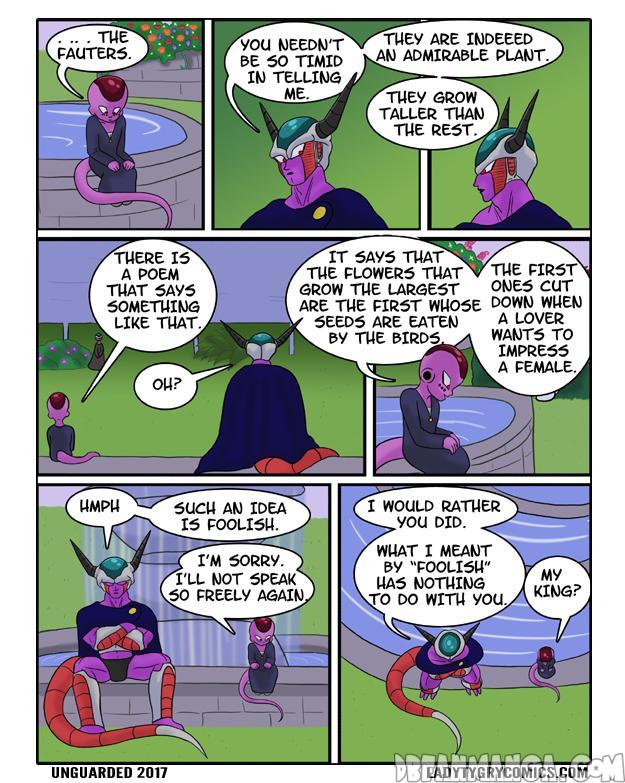 . . . THE
FAUTERS.
YOU NEEDN'T
BE SO TIMID
IN TELLING
ME.
THEY ARE INDEEED
AN ADMIRABLE PLANT.
THEY GROW
TALLER THAN
THE REST.
THERE IS
A POEM
THAT SAYS
SOMETHING
LIKE THAT.
OH?
IT SAYS THAT
THE FLOWERS THAT
GROW THE LARGEST
ARE THE FIRST WHOSE
SEEDS ARE EATEN
BY THE BIRDS.
THE FIRST
ONES CUT
DOWN WHEN
A LOVER
WANTS TO
IMPRESS
A FEMALE.
HMPH
SUCH AN IDEA
IS FOOLISH.
I'M SORRY.
I'LL NOT SPEAK
SO FREELY AGAIN.
I WOULD RATHER
YOU DID.
WHAT I MEANT
BY "FOOLISH"
HAS NOTHING
TO DO WITH YOU.
MY
KING?
UNGUARDED 2017
LADYTYGRYCOMICS.COM
DBFANMANGA.COM